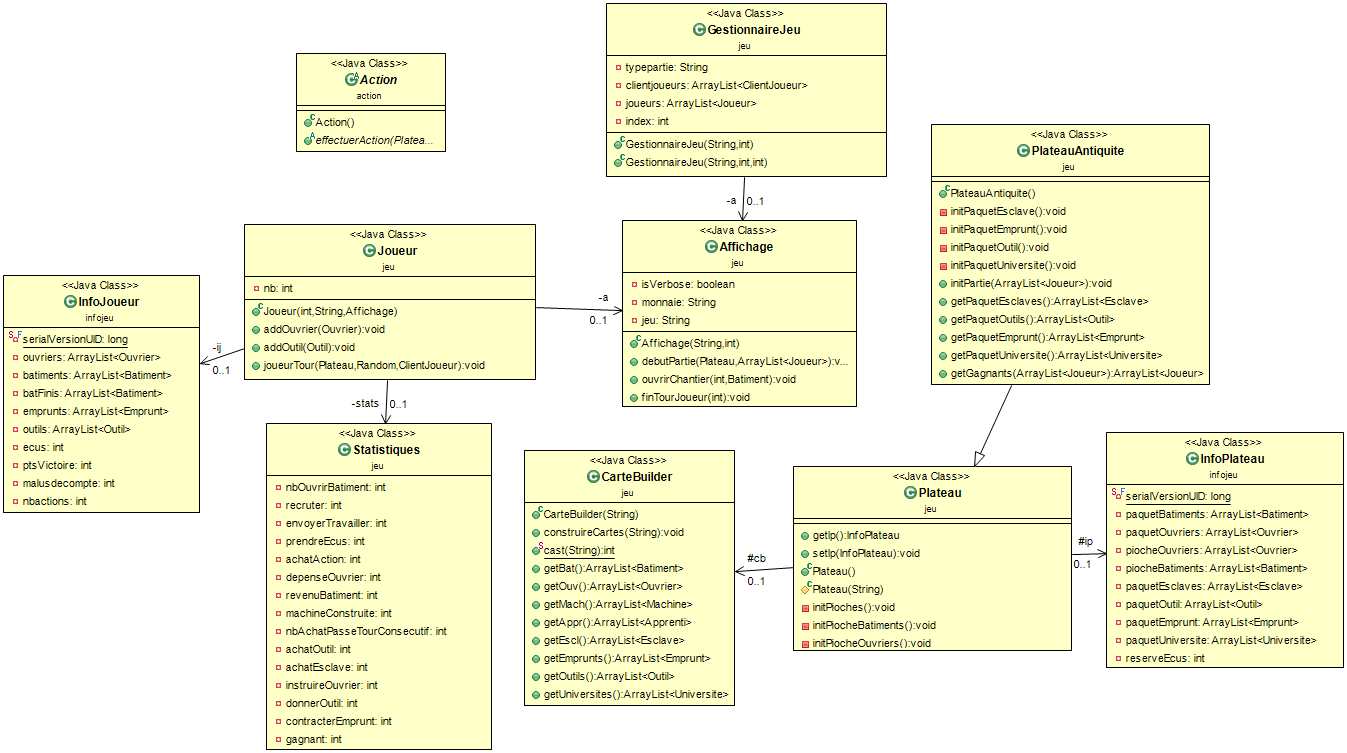 <<Java Class>>
Action
action
Action()
effectuerAction(Platea...
<<Java Class>>
GestionnaireJeu
jeu
typepartie: String
clientjoueurs: ArrayList<ClientJoueur>
joueurs: ArrayList<Joueur>
index: int
GestionnaireJeu(String,int)
GestionnaireJeu(String,int,int)
-a
0..1
<<Java Class>>
PlateauAntiquite
jeu
PlateauAntiquite()
initPaquetEsclave():void
initPaquetEmprunt():void
initPaquetOutil():void
initPaquetUniversite():void
initPartie(ArrayList<Joueur>):void
getPaquetEsclaves():ArrayList<Esclave>
getPaquetOutils():ArrayList<Outil>
getPaquetEmprunt():ArrayList<Emprunt>
getPaquetUniversite():ArrayList<Universite>
getGagnants(ArrayList<Joueur>):ArrayList<Joueur>
<<Java Class>>
Joueur
jeu
nb: int
Joueur(int,String,Affichage)
addOuvrier(Ouvrier):void
addOutil(Outil):void
joueurTour(Plateau,Random,ClientJoueur):void
-a
0..1
<<Java Class>>
Affichage
jeu
isVerbose: boolean
monnaie: String
jeu: String
Affichage(String,int)
debutPartie(Plateau,ArrayList<Joueur>):v...
ouvrirChantier(int,Batiment):void
finTourJoueur(int):void
<<Java Class>>
InfoJoueur
infojeu
serialVersionUID: long
ouvriers: ArrayList<Ouvrier>
batiments: ArrayList<Batiment>
batFinis: ArrayList<Batiment>
emprunts: ArrayList<Emprunt>
outils: ArrayList<Outil>
ecus: int
ptsVictoire: int
malusdecompte: int
nbactions: int
-ij
0..1
-stats
0..1
<<Java Class>>
Statistiques
jeu
nbOuvrirBatiment: int
recruter: int
envoyerTravailler: int
prendreEcus: int
achatAction: int
depenseOuvrier: int
revenuBatiment: int
machineConstruite: int
nbAchatPasseTourConsecutif: int
achatOutil: int
achatEsclave: int
instruireOuvrier: int
donnerOutil: int
contracterEmprunt: int
gagnant: int
<<Java Class>>
CarteBuilder
jeu
CarteBuilder(String)
construireCartes(String):void
cast(String):int
getBat():ArrayList<Batiment>
getOuv():ArrayList<Ouvrier>
getMach():ArrayList<Machine>
getAppr():ArrayList<Apprenti>
getEscl():ArrayList<Esclave>
getEmprunts():ArrayList<Emprunt>
getOutils():ArrayList<Outil>
getUniversites():ArrayList<Universite>
#cb
0..1
<<Java Class>>
Plateau
jeu
getIp():InfoPlateau
setIp(InfoPlateau):void
Plateau()
Plateau(String)
initPioches():void
initPiocheBatiments():void
initPiocheOuvriers():void
#ip
0..1
<<Java Class>>
InfoPlateau
infojeu
serialVersionUID: long
paquetBatiments: ArrayList<Batiment>
paquetOuvriers: ArrayList<Ouvrier>
piocheOuvriers: ArrayList<Ouvrier>
piocheBatiments: ArrayList<Batiment>
paquetEsclaves: ArrayList<Esclave>
paquetOutil: ArrayList<Outil>
paquetEmprunt: ArrayList<Emprunt>
paquetUniversite: ArrayList<Universite>
reserveEcus: int